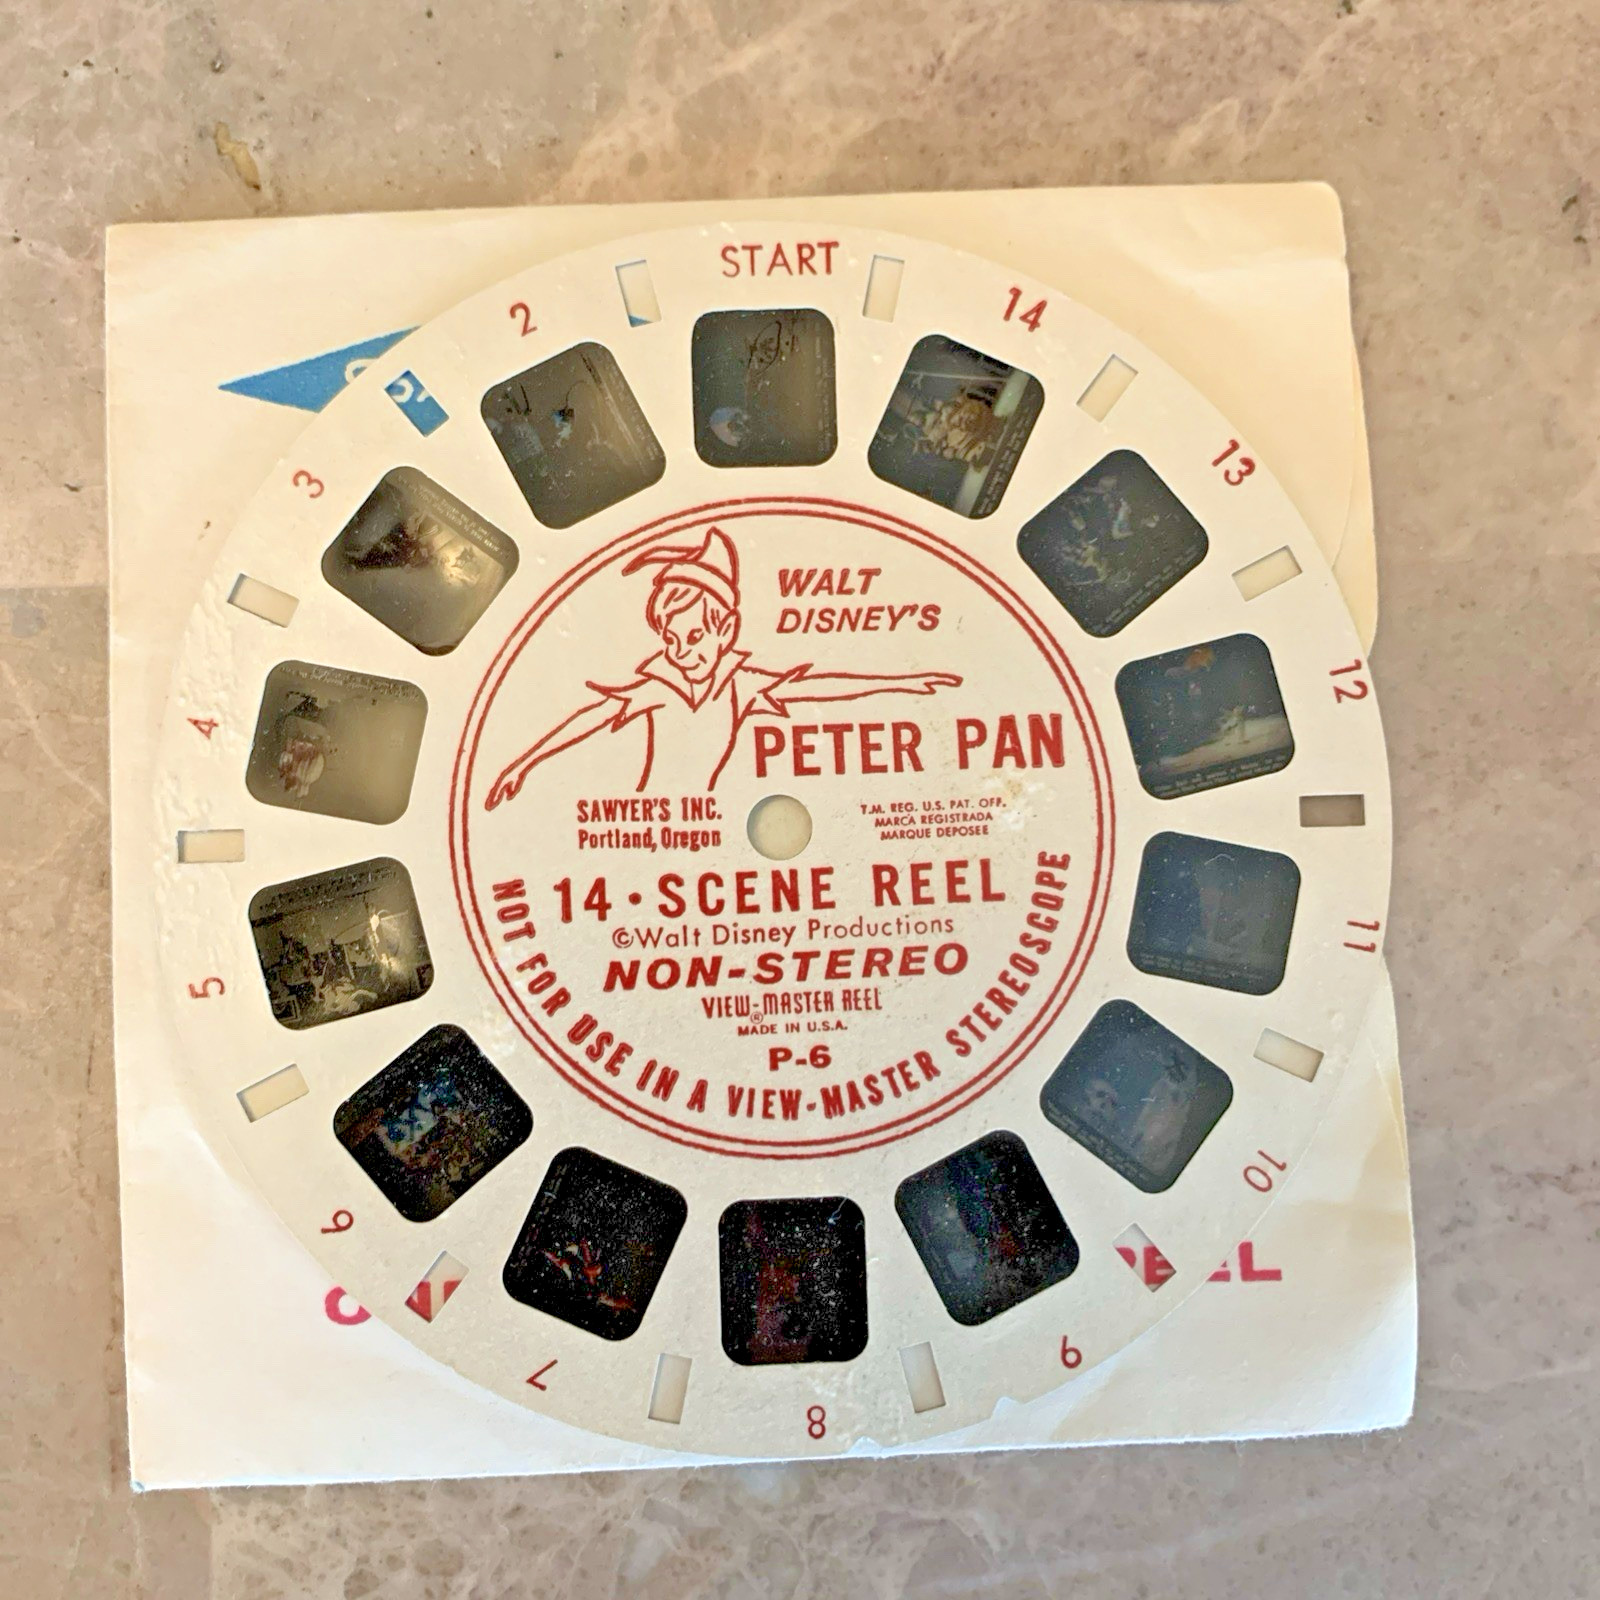 START
2
3
4
5
6
7
8
9
10
11
12
13
14
WALT
DISNEY'S
PETER PAN
SAWYER'S INC.
Portland, Oregon
T.M. REG. U.S. PAT. OFF.
MARCA REGISTRADA
MARQUE DEPOSEE
14·SCENE REEL
©Walt Disney Productions
NON-STEREO
VIEW-MASTER REEL
®
MADE IN U.S.A.
P-6
NOT FOR USE IN A VIEW-MASTER STEREOSCOPE